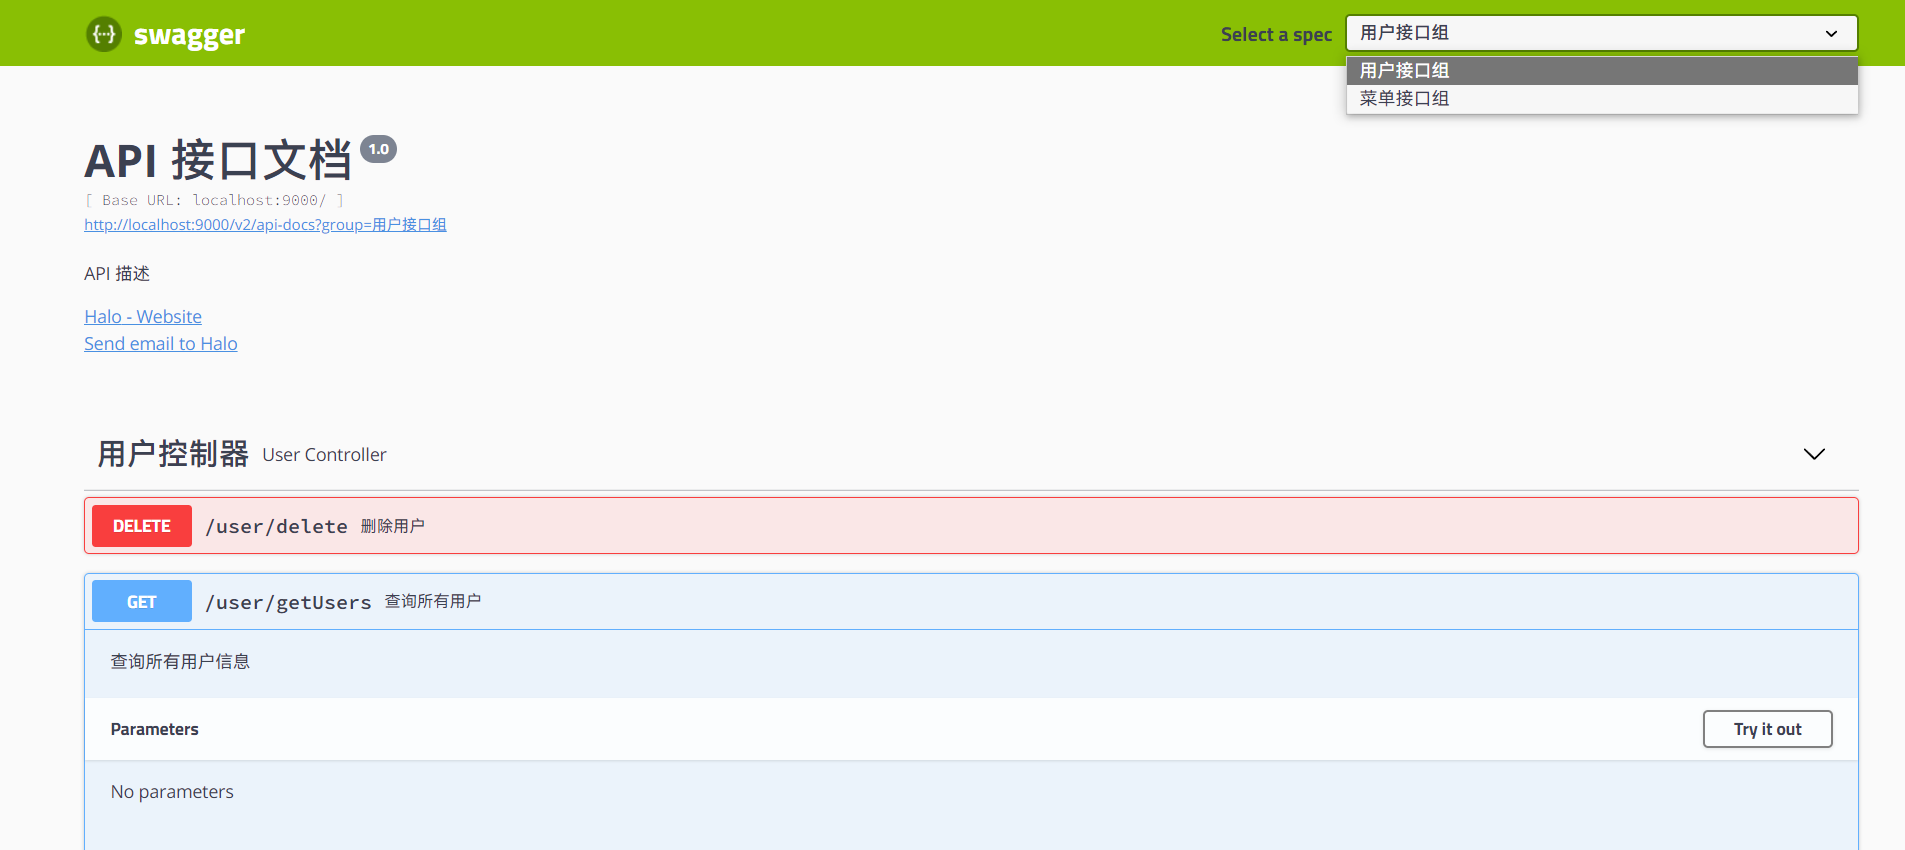 swagger
Select a spec
用户接口组
用户接口组
菜单接口组
API 接口文档 1.0
[ Base URL: localhost:9000/ ]
http://localhost:9000/v2/api-docs?group=用户接口组
API 描述
Halo - Website
Send email to Halo
用户控制器 User Controller
DELETE /user/delete 删除用户
GET /user/getUsers 查询所有用户
查询所有用户信息
Parameters
Try it out
No parameters